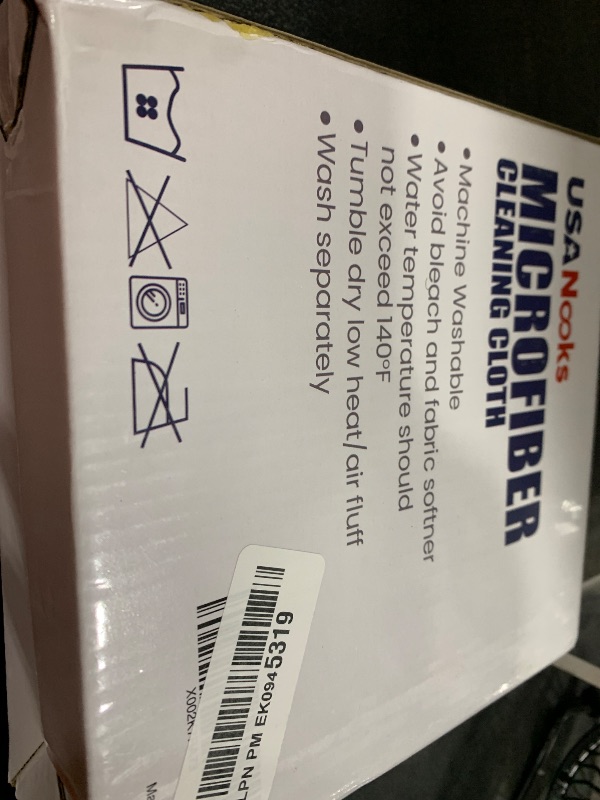 USA Nooks
MICROFIBER
CLEANING CLOTH
• Machine Washable
• Avoid bleach and fabric softner
• Water temperature should
not exceed 140°F
• Tumble dry low heat/air fluff
• Wash separately
LPN PM EK0945319